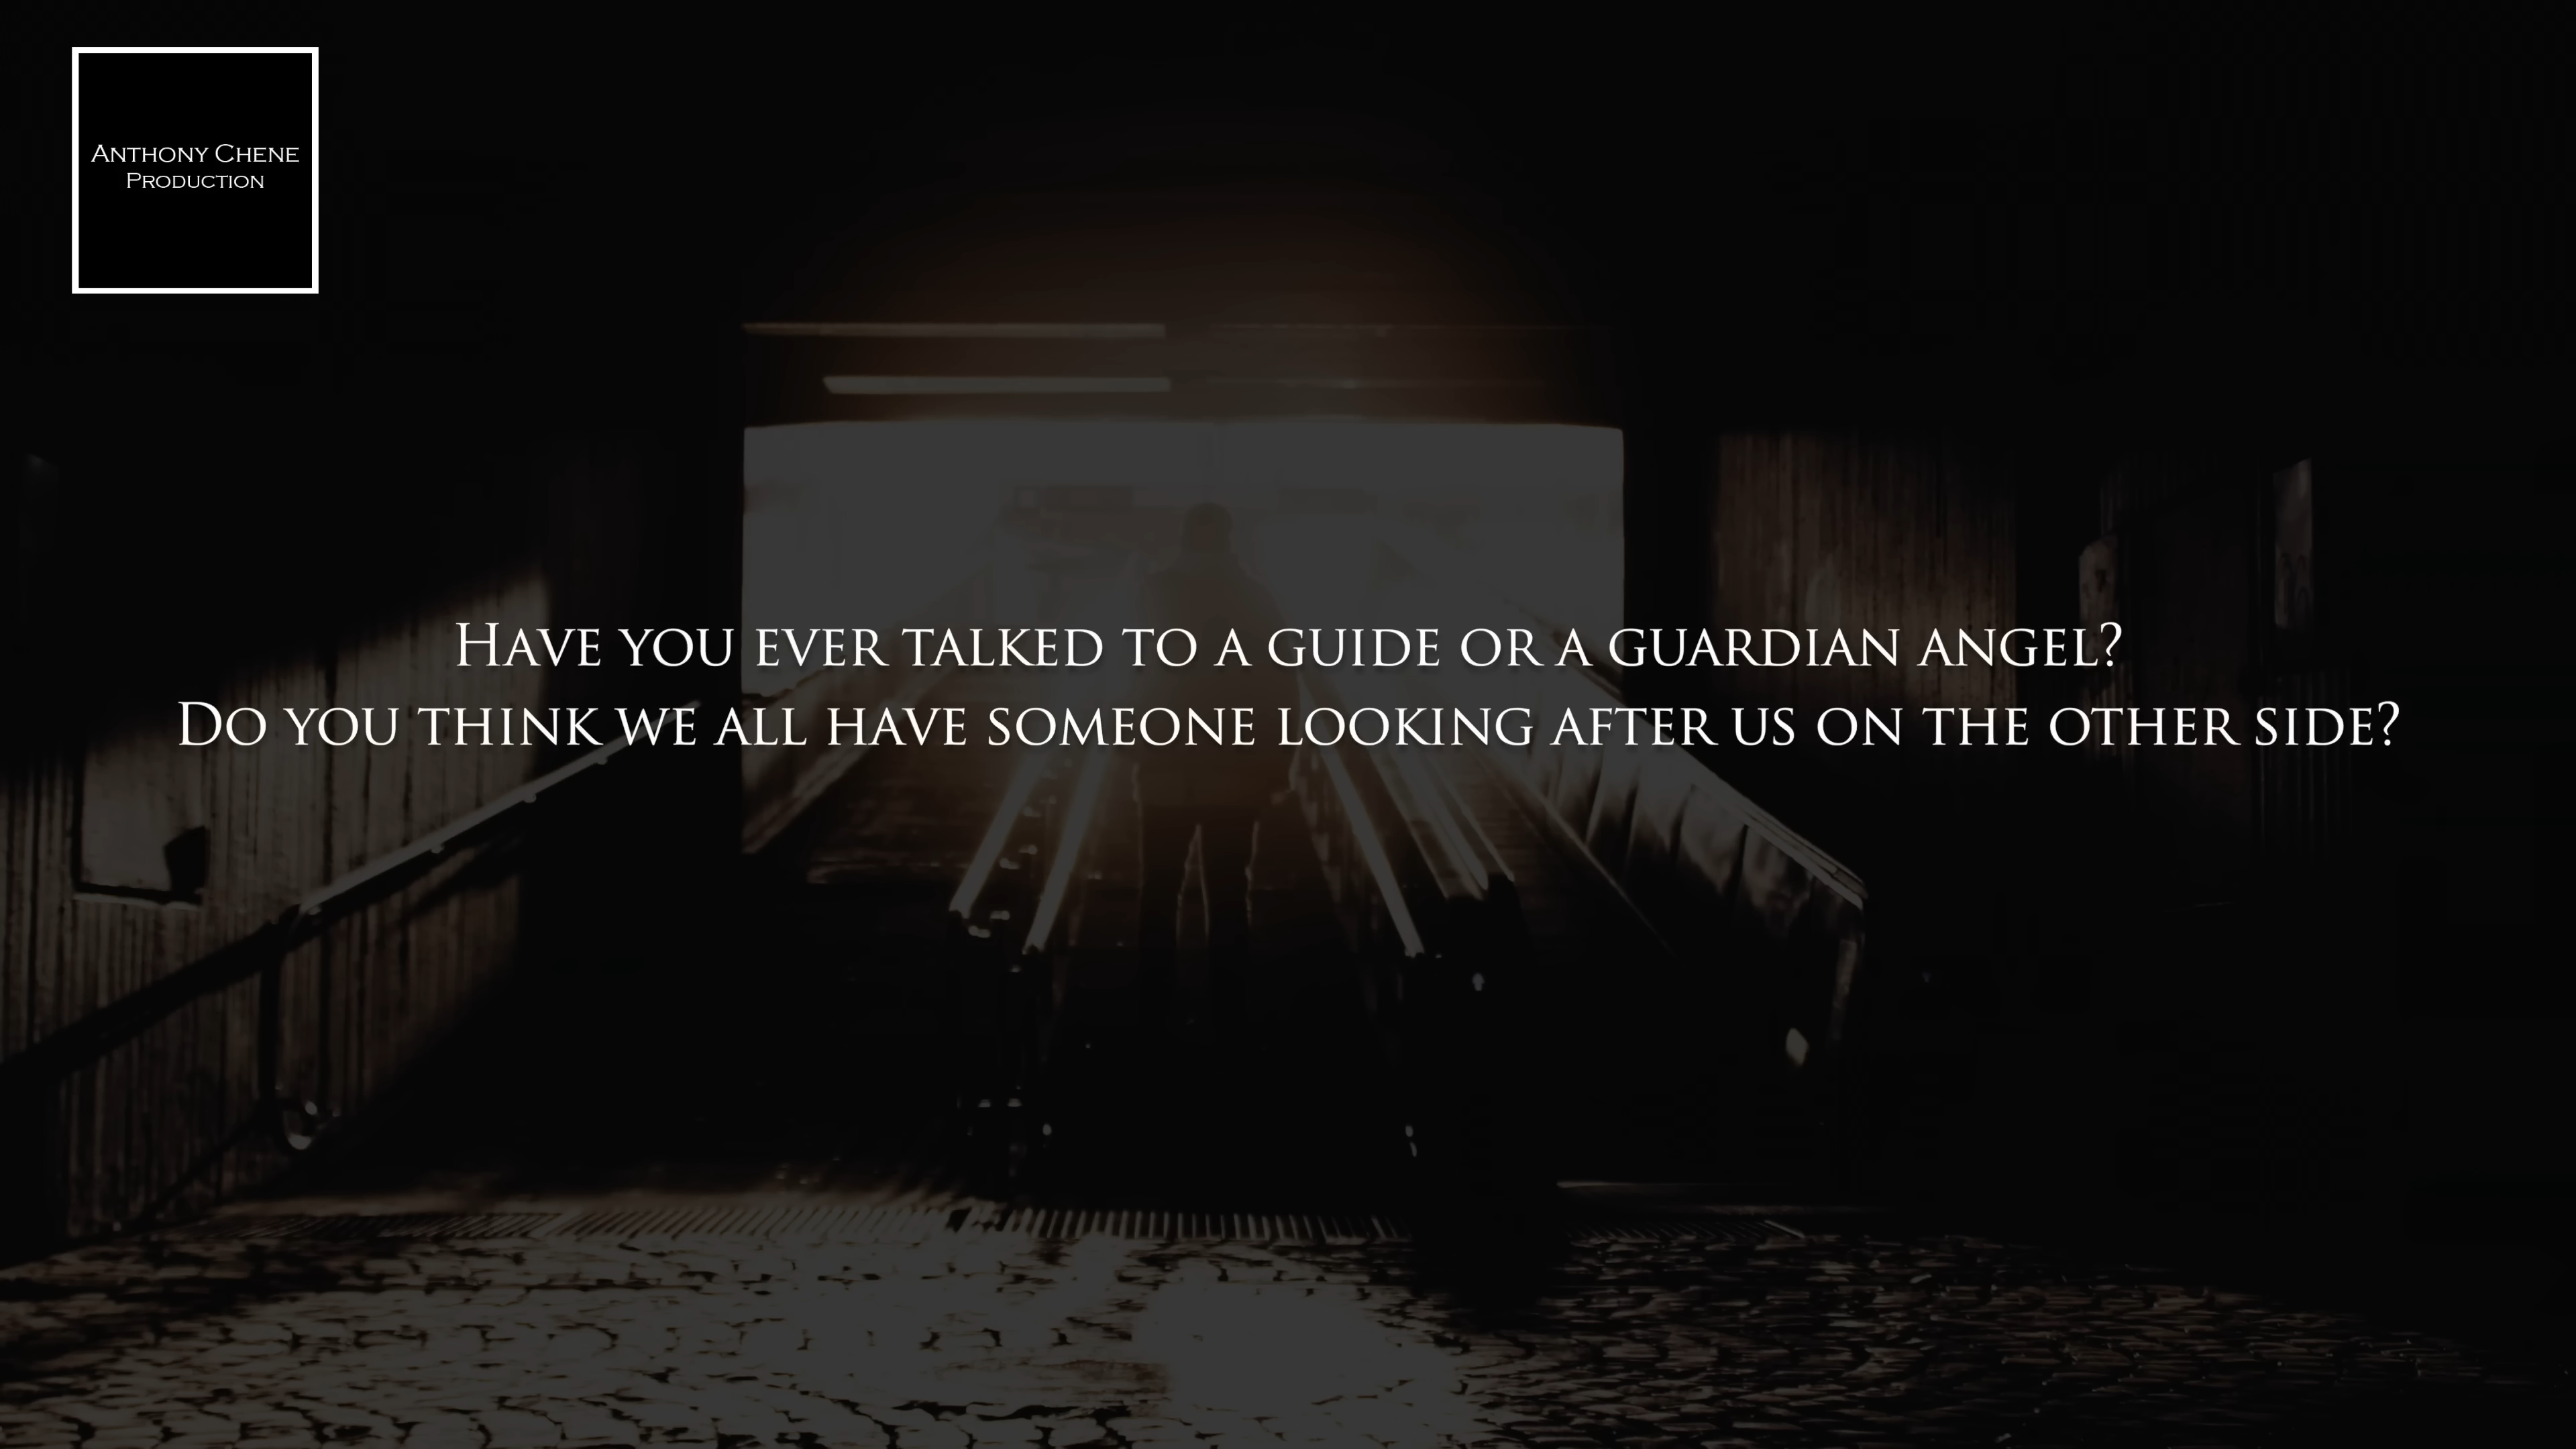 Anthony Chene
Production
Have you ever talked to a guide or a guardian angel?
Do you think we all have someone looking after us on the other side?